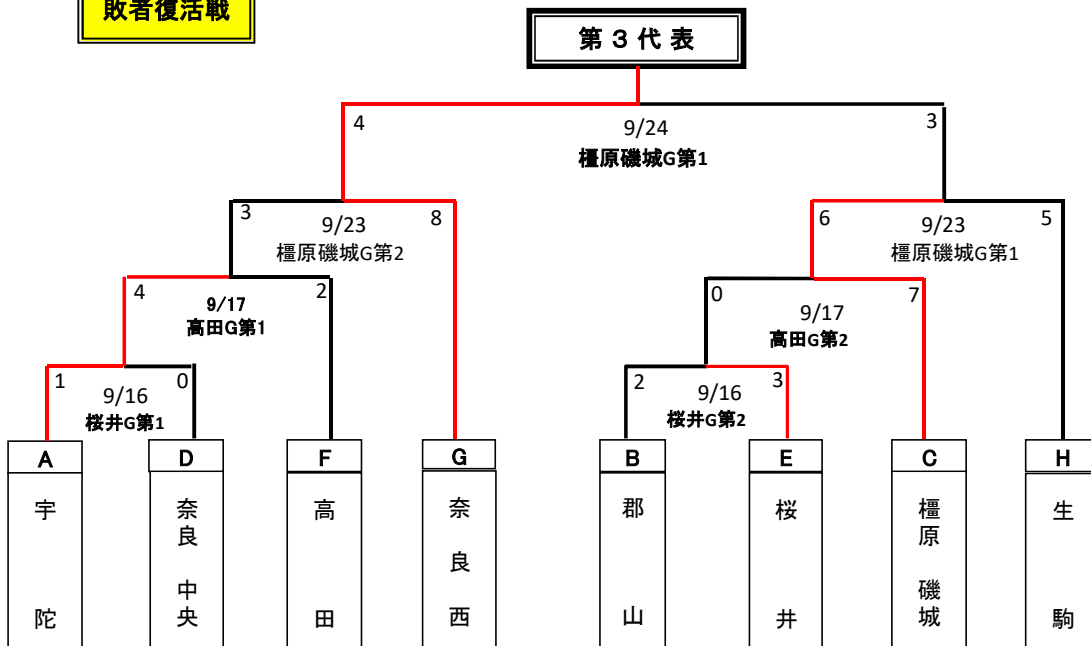 敗者復活戦
第３代表
4 3
9/24
橿原磯城G第1
3 8 6 5
9/23 9/23
橿原磯城G第2 橿原磯城G第1
4 2 0 7
9/17 9/17
高田G第1 高田G第2
1 0 2 3
9/16 9/16
桜井G第1 桜井G第2
A D F G B E C H
宇陀
奈良中央
高田
奈良西
郡山
桜井
橿原磯城
生駒